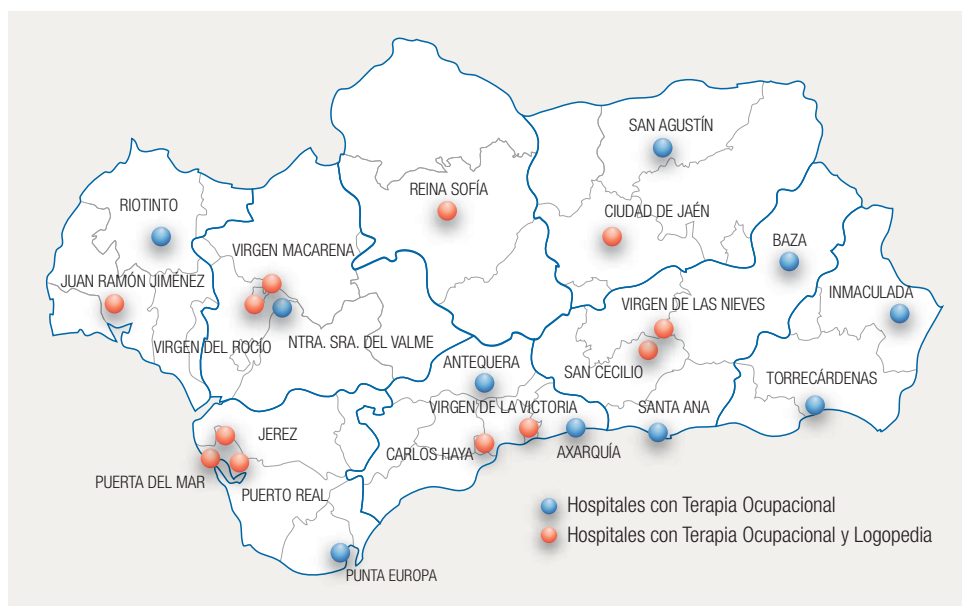 SAN AGUSTÍN
REINA SOFÍA
RIOTINTO
CIUDAD DE JAÉN
BAZA
VIRGEN MACARENA
JUAN RAMÓN JIMÉNEZ
INMACULADA
VIRGEN DE LAS NIEVES
VIRGEN DEL ROCÍO
NTRA. SRA. DEL VALME
ANTEQUERA
SAN CECILIO
TORRECÁRDENAS
VIRGEN DE LA VICTORIA
SANTA ANA
JEREZ
CARLOS HAYA
AXARQUÍA
PUERTA DEL MAR
PUERTO REAL
Hospitales con Terapia Ocupacional
Hospitales con Terapia Ocupacional y Logopedia
PUNTA EUROPA